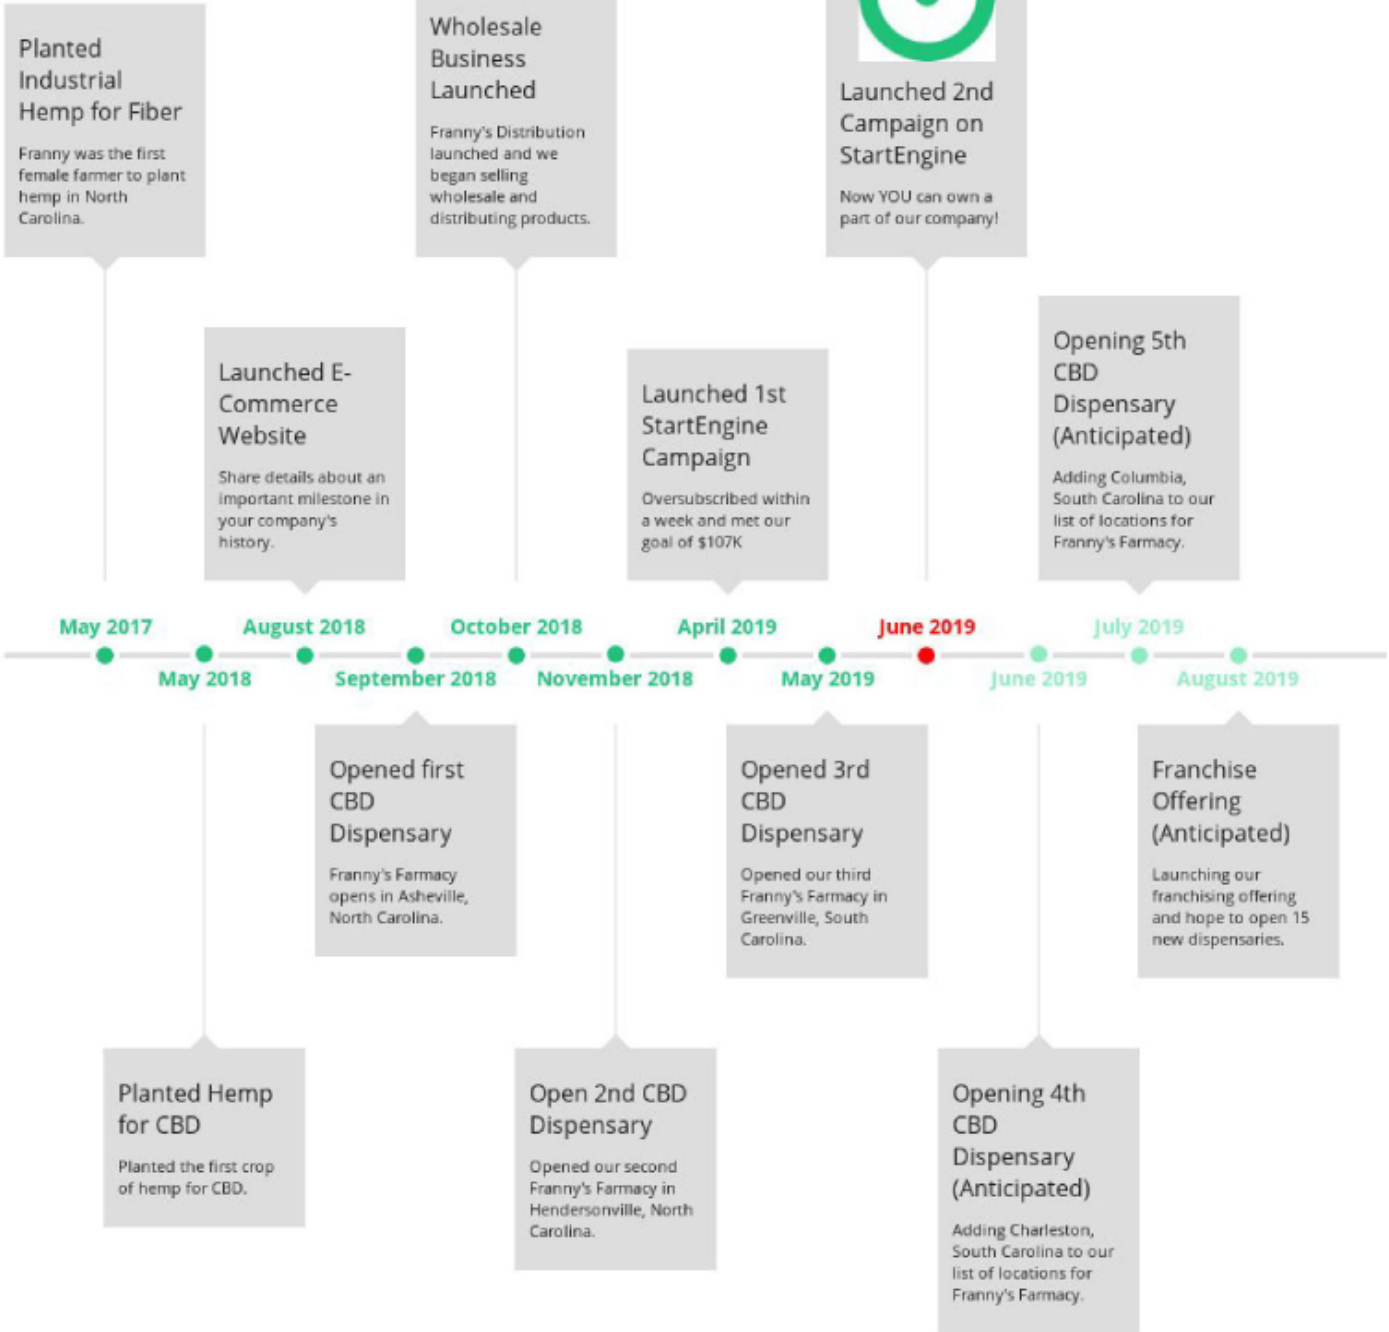 Planted
Industrial
Hemp for Fiber
Franny was the first
female farmer to plant
hemp in North
Carolina.
Wholesale
Business
Launched
Franny's Distribution
launched and we
began selling
wholesale and
distributing products.
Launched 2nd
Campaign on
StartEngine
Now YOU can own a
part of our company!
Launched E-
Commerce
Website
Share details about an
important milestone in
your company's
history.
Launched 1st
StartEngine
Campaign
Oversubscribed within
a week and met our
goal of $107K
Opening 5th
CBD
Dispensary
(Anticipated)
Adding Columbia,
South Carolina to our
list of locations for
Franny's Farmacy.
May 2017
August 2018
October 2018
April 2019
June 2019
July 2019
May 2018
September 2018
November 2018
May 2019
June 2019
August 2019
Opened first
CBD
Dispensary
Franny's Farmacy
opens in Asheville,
North Carolina.
Opened 3rd
CBD
Dispensary
Opened our third
Franny's Farmacy in
Greenville, South
Carolina.
Franchise
Offering
(Anticipated)
Launching our
franchising offering
and hope to open 15
new dispensaries.
Planted Hemp
for CBD
Planted the first crop
of hemp for CBD.
Open 2nd CBD
Dispensary
Opened our second
Franny's Farmacy in
Hendersonville, North
Carolina.
Opening 4th
CBD
Dispensary
(Anticipated)
Adding Charleston,
South Carolina to our
list of locations for
Franny's Farmacy.